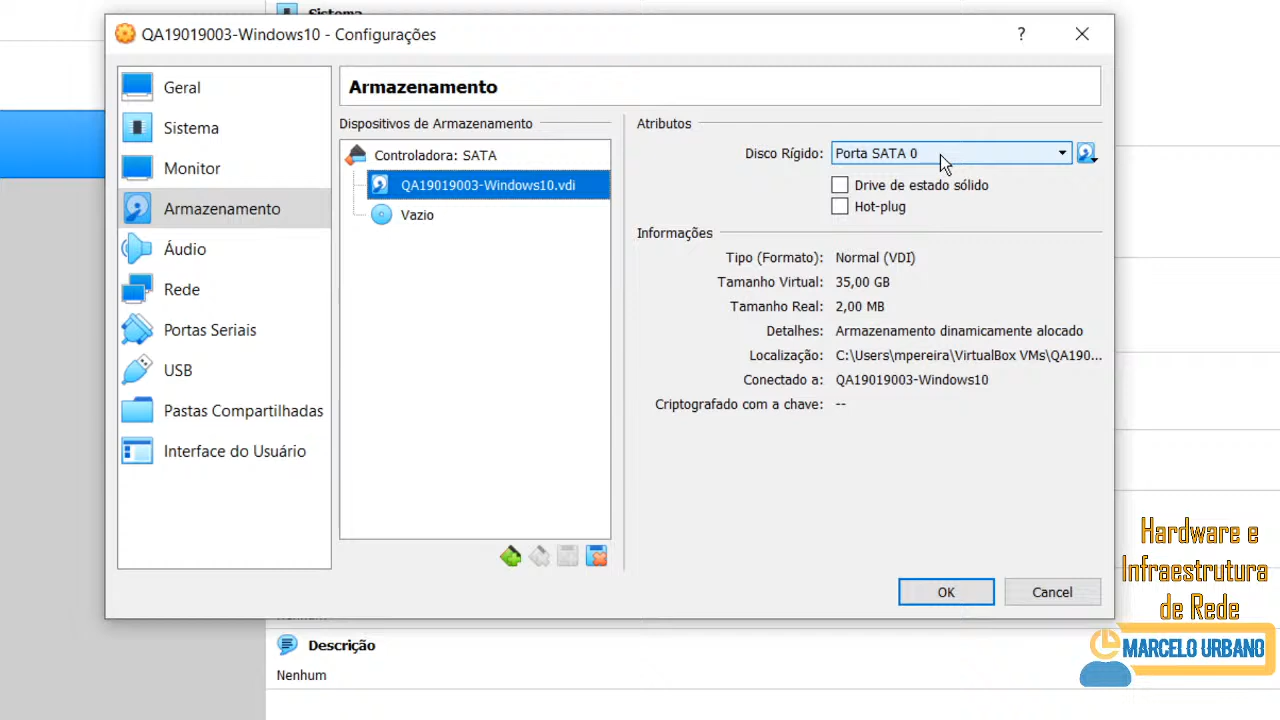 Sistema
QA19019003-Windows10 - Configurações
?
Geral
Sistema
Monitor
Armazenamento
Áudio
Rede
Portas Seriais
USB
Pastas Compartilhadas
Interface do Usuário
Armazenamento
Dispositivos de Armazenamento
Controladora: SATA
QA19019003-Windows10.vdi
Vazio
Atributos
Disco Rígido: Porta SATA 0
Drive de estado sólido
Hot-plug
Informações
Tipo (Formato): Normal (VDI)
Tamanho Virtual: 35,00 GB
Tamanho Real: 2,00 MB
Detalhes: Armazenamento dinamicamente alocado
Localização: C:\Users\mpereira\VirtualBox VMs\QA190...
Conectado a: QA19019003-Windows10
Criptografado com a chave: --
OK Cancel
Descrição
Nenhum
Hardware e
Infraestrutura
de Rede
MARCELO URBANO